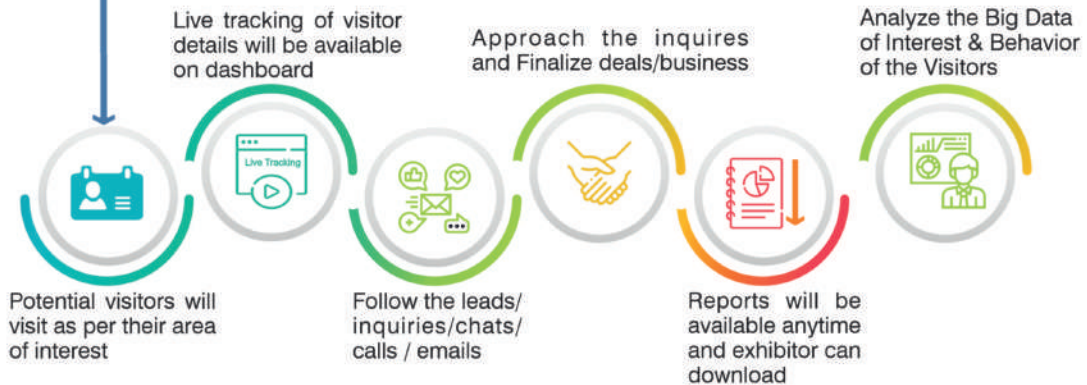 Potential visitors will
visit as per their area
of interest
Live tracking of visitor
details will be available
on dashboard
Live Tracking
Follow the leads/
inquiries/chats/
calls / emails
Approach the inquires
and Finalize deals/business
Reports will be
available anytime
and exhibitor can
download
Analyze the Big Data
of Interest & Behavior
of the Visitors